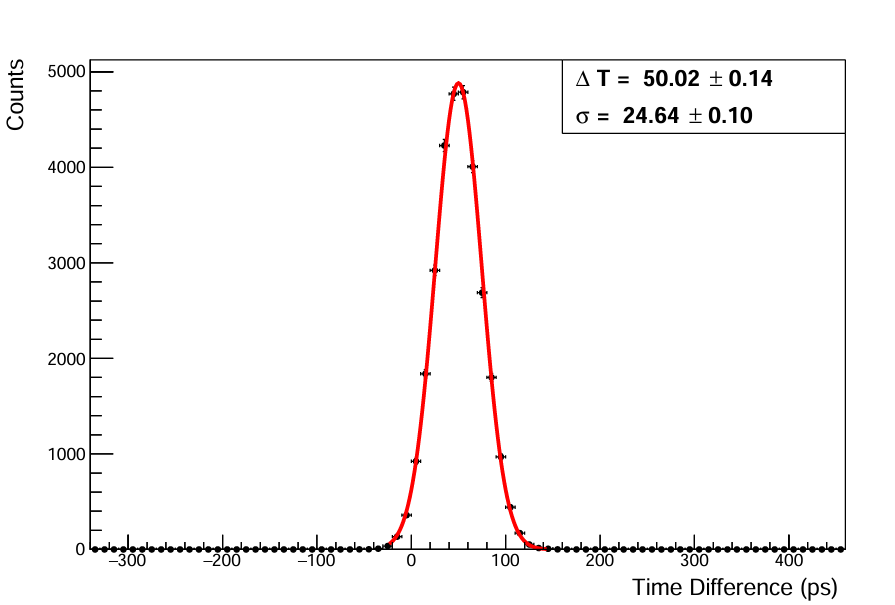 Counts
5000
4000
3000
2000
1000
0
Δ T = 50.02 ± 0.14
σ = 24.64 ± 0.10
−300 −200 −100 0 100 200 300 400
Time Difference (ps)